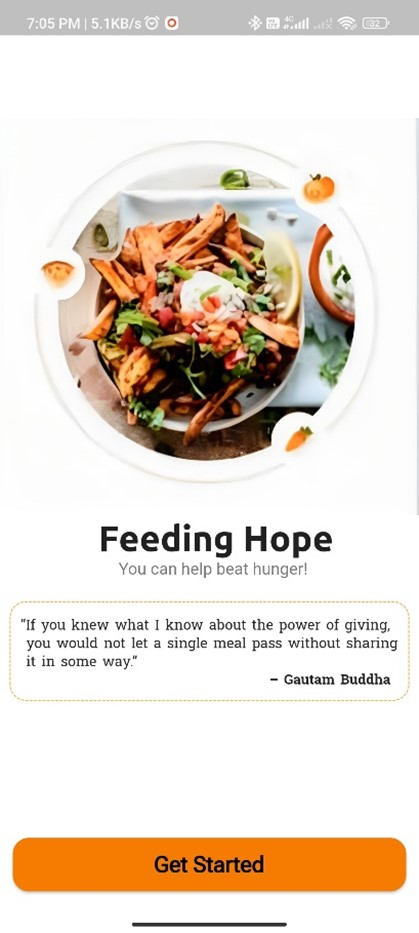 7:05 PM | 5.1KB/s
4G
32
Feeding Hope
You can help beat hunger!
“If you knew what I know about the power of giving,
you would not let a single meal pass without sharing
it in some way.“
– Gautam Buddha
Get Started